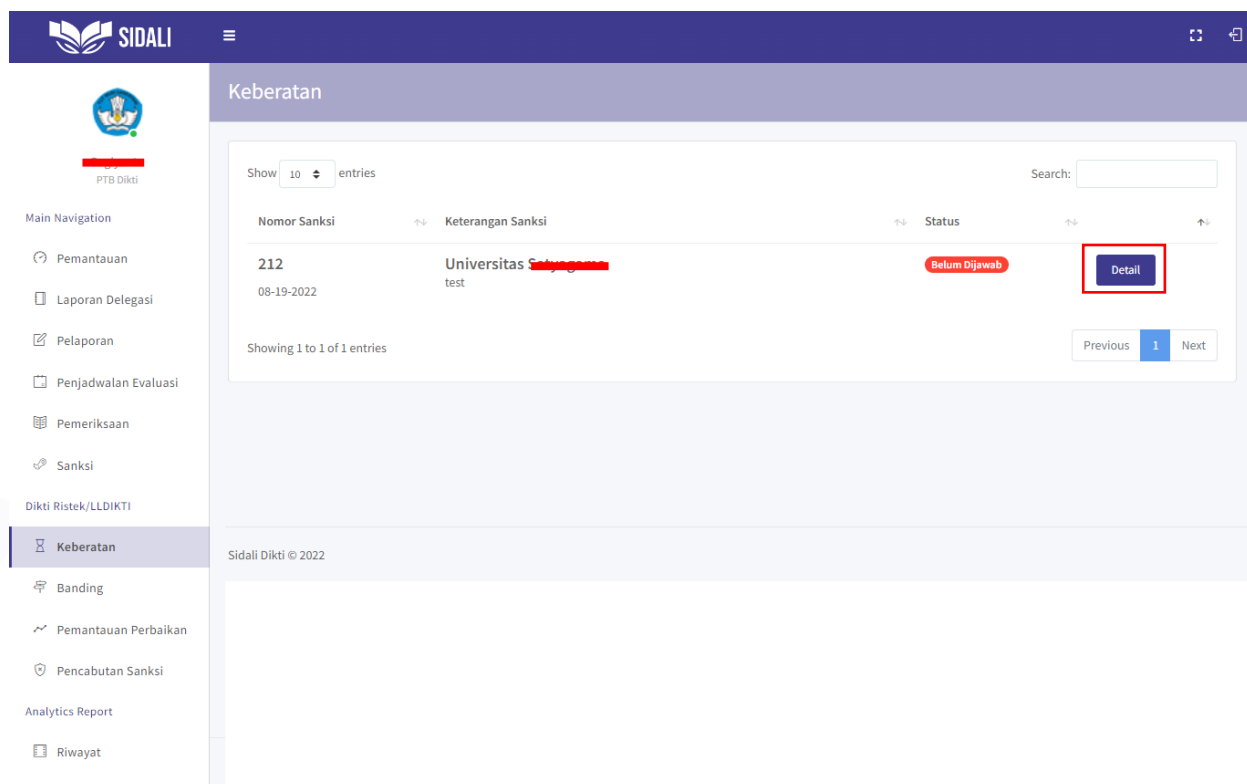 SIDALI
Keberatan
PTB Dikti
Show 10 entries
Search:
Main Navigation
Nomor Sanksi Keterangan Sanksi Status
Pemantauan
212 Universitas Belum Dijawab Detail
test
08-19-2022
Laporan Delegasi
Pelaporan
Showing 1 to 1 of 1 entries
Previous 1 Next
Penjadwalan Evaluasi
Pemeriksaan
Sanksi
Dikti Ristek/LLDIKTI
Keberatan
Sidali Dikti © 2022
Banding
Pemantauan Perbaikan
Pencabutan Sanksi
Analytics Report
Riwayat